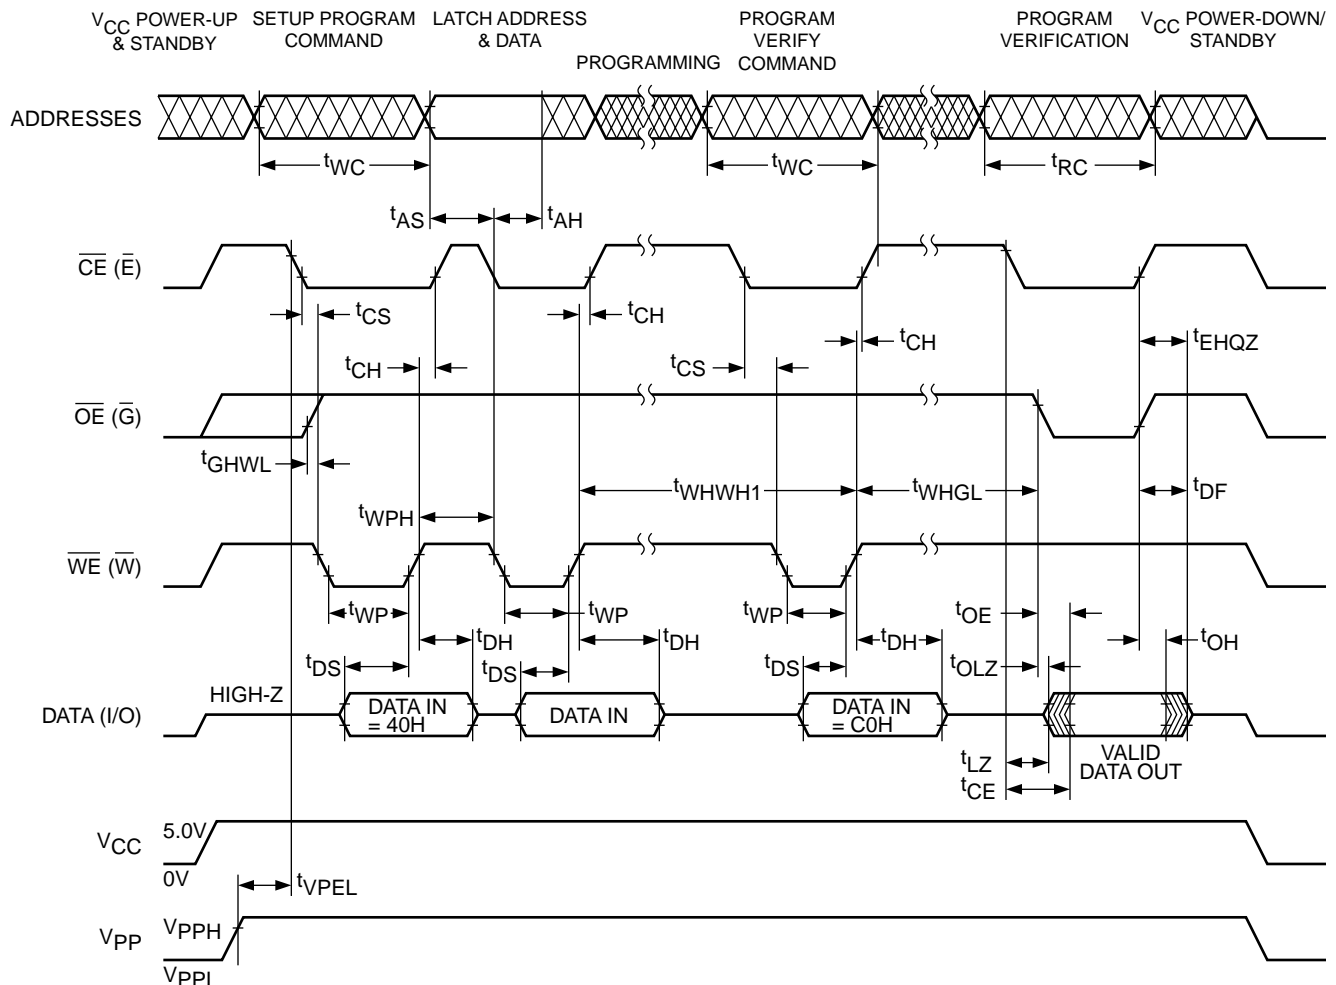 VCC POWER-UP & STANDBY
SETUP PROGRAM COMMAND
LATCH ADDRESS & DATA
PROGRAMMING
PROGRAM VERIFY COMMAND
PROGRAM VERIFICATION
VCC POWER-DOWN/ STANDBY
ADDRESSES
tWC
tWC
tRC
tAS
tAH
CE (E)
tCS
tCH
tCH
tCS
tCH
tEHQZ
OE (G)
tGHWL
tWPH
tWHWH1
tWHGL
tDF
WE (W)
tWP
tWP
tWP
tOE
tDH
tDH
tDH
tOH
tDS
tDS
tDS
tOLZ
DATA (I/O)
HIGH-Z
DATA IN = 40H
DATA IN
DATA IN = C0H
VALID DATA OUT
tLZ
tCE
VCC
5.0V
0V
tVPEL
VPP
VPPH
VPPL